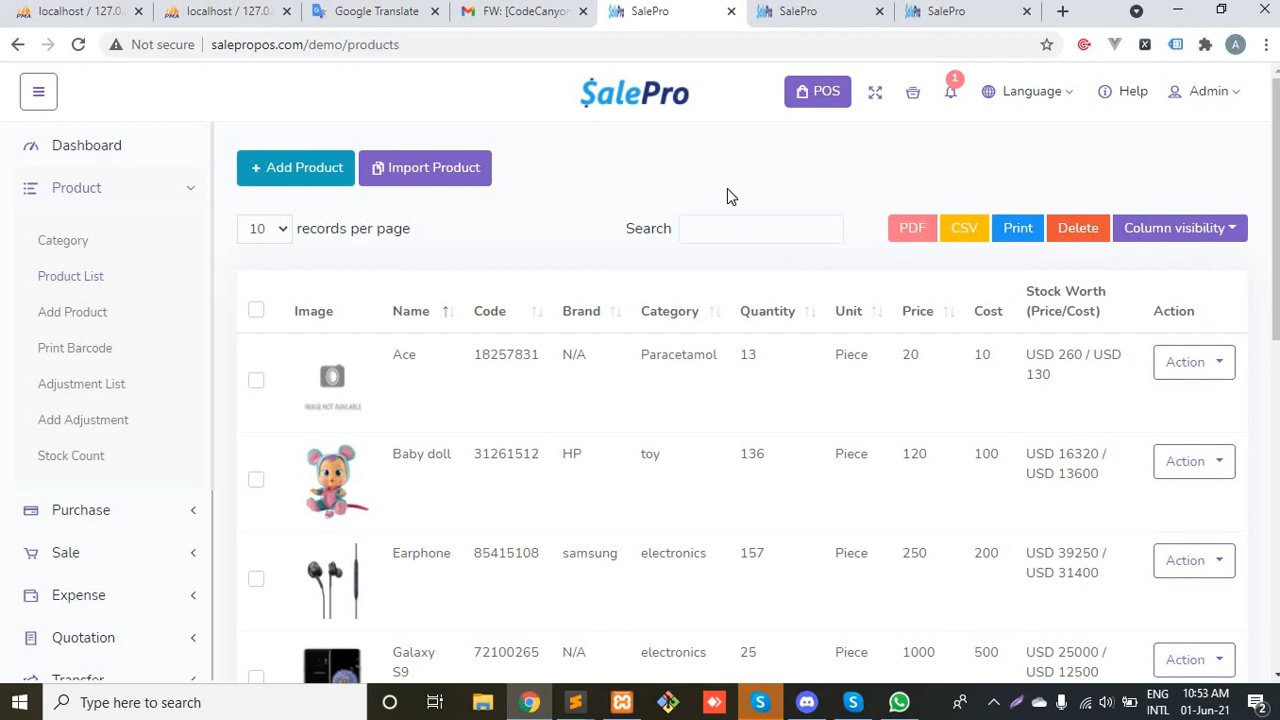 localhost / 127.0.
localhost / 127.0.
Google Translate
FW: [CodeCanyon
SalePro
SalePro
SalePro
Not secure
salepropos.com/demo/products
A
SalePro
POS
1
Language
Help
Admin
Dashboard
Product
Category
Product List
Add Product
Print Barcode
Adjustment List
Add Adjustment
Stock Count
Purchase
Sale
Expense
Quotation
Transfer
+ Add Product
Import Product
10 records per page
Search
PDF
CSV
Print
Delete
Column visibility
Image Name Code Brand Category Quantity Unit Price Cost Stock Worth (Price/Cost) Action
IMAGE NOT AVAILABLE
Ace 18257831 N/A Paracetamol 13 Piece 20 10 USD 260 / USD 130 Action
Baby doll 31261512 HP toy 136 Piece 120 100 USD 16320 / USD 13600 Action
Earphone 85415108 samsung electronics 157 Piece 250 200 USD 39250 / USD 31400 Action
Galaxy S9 72100265 N/A electronics 25 Piece 1000 500 USD 25000 / USD 12500 Action
Type here to search
ENG
INTL
10:53 AM
01-Jun-21
2